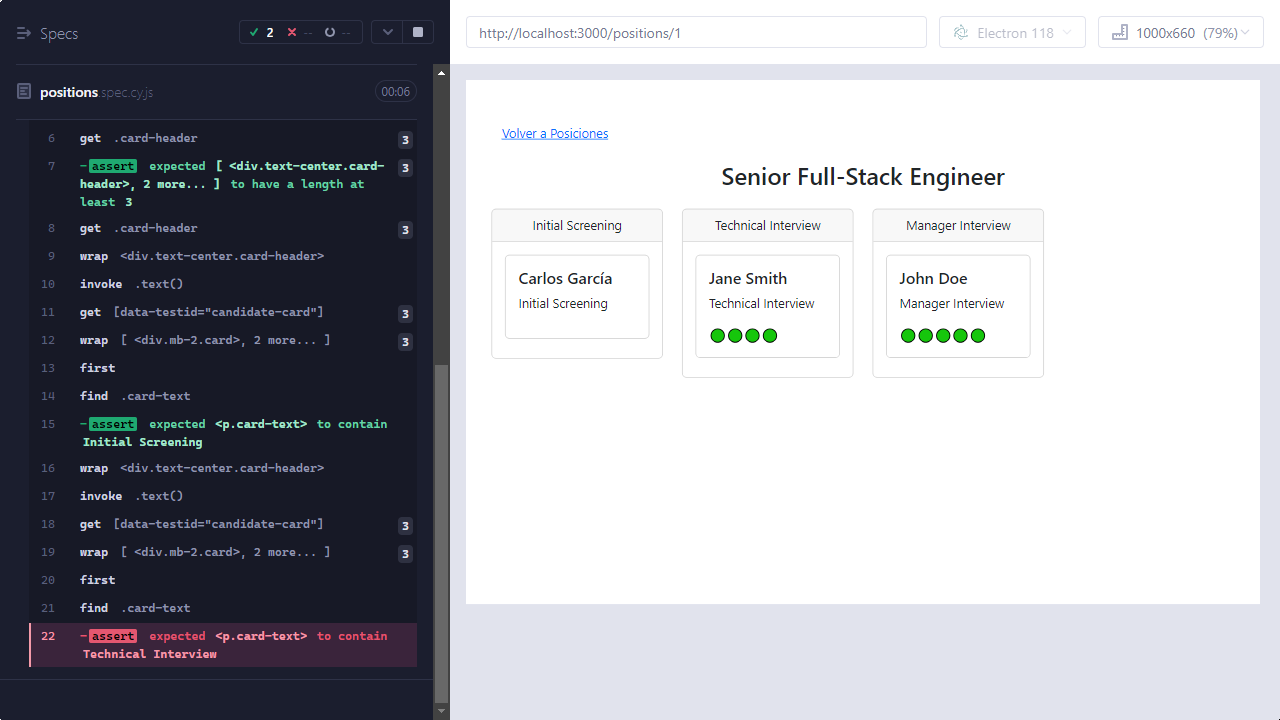 Specs
2 -- --
positions.spec.cy.js
00:06
6 get .card-header 3
7 -assert expected [ <div.text-center.card-header>, 2 more... ] to have a length at least 3 3
8 get .card-header 3
9 wrap <div.text-center.card-header>
10 invoke .text()
11 get [data-testid="candidate-card"] 3
12 wrap [ <div.mb-2.card>, 2 more... ] 3
13 first
14 find .card-text
15 -assert expected <p.card-text> to contain
Initial Screening
16 wrap <div.text-center.card-header>
17 invoke .text()
18 get [data-testid="candidate-card"] 3
19 wrap [ <div.mb-2.card>, 2 more... ] 3
20 first
21 find .card-text
22 -assert expected <p.card-text> to contain
Technical Interview
http://localhost:3000/positions/1
Electron 118
1000x660 (79%)
Volver a Posiciones
Senior Full-Stack Engineer
Initial Screening
Carlos García
Initial Screening
Technical Interview
Jane Smith
Technical Interview
Manager Interview
John Doe
Manager Interview